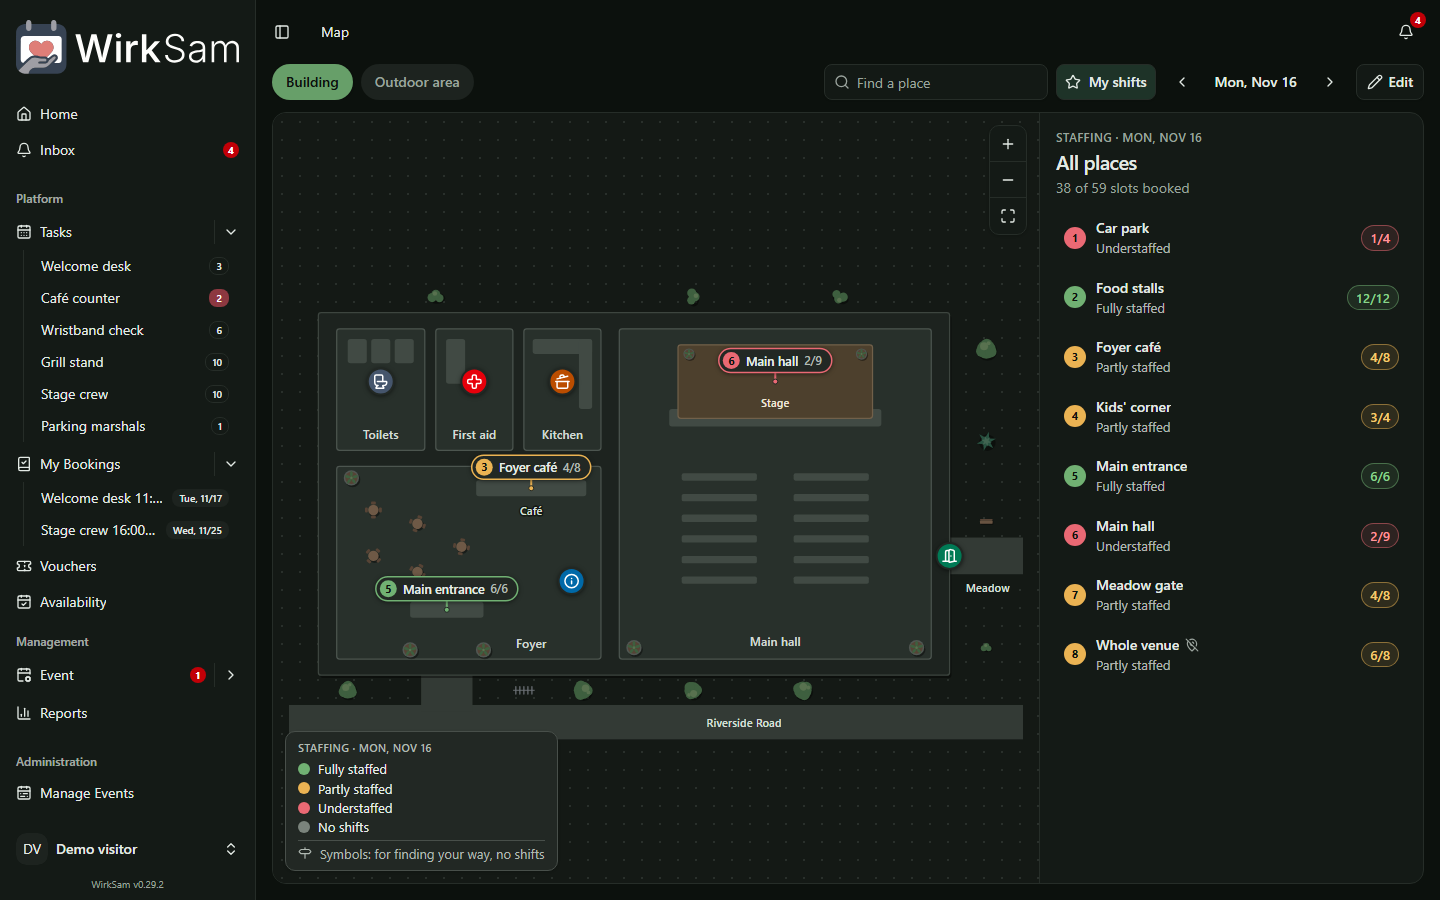 WirkSam
Map
4
Building
Outdoor area
Find a place
My shifts
Mon, Nov 16
Edit
Home
Inbox
4
Platform
Tasks
Welcome desk
3
Café counter
2
Wristband check
6
Grill stand
10
Stage crew
10
Parking marshals
1
My Bookings
Welcome desk 11:...
Tue, 11/17
Stage crew 16:00...
Wed, 11/25
Vouchers
Availability
Management
Event
1
Reports
Administration
Manage Events
DV
Demo visitor
WirkSam v0.29.2
Toilets
First aid
Kitchen
6 Main hall 2/9
Stage
3 Foyer café 4/8
Café
5 Main entrance 6/6
Foyer
Main hall
Meadow
Riverside Road
STAFFING · MON, NOV 16
Fully staffed
Partly staffed
Understaffed
No shifts
Symbols: for finding your way, no shifts
STAFFING · MON, NOV 16
All places
38 of 59 slots booked
1
Car park
Understaffed
1/4
2
Food stalls
Fully staffed
12/12
3
Foyer café
Partly staffed
4/8
4
Kids' corner
Partly staffed
3/4
5
Main entrance
Fully staffed
6/6
6
Main hall
Understaffed
2/9
7
Meadow gate
Partly staffed
4/8
8
Whole venue
Partly staffed
6/8